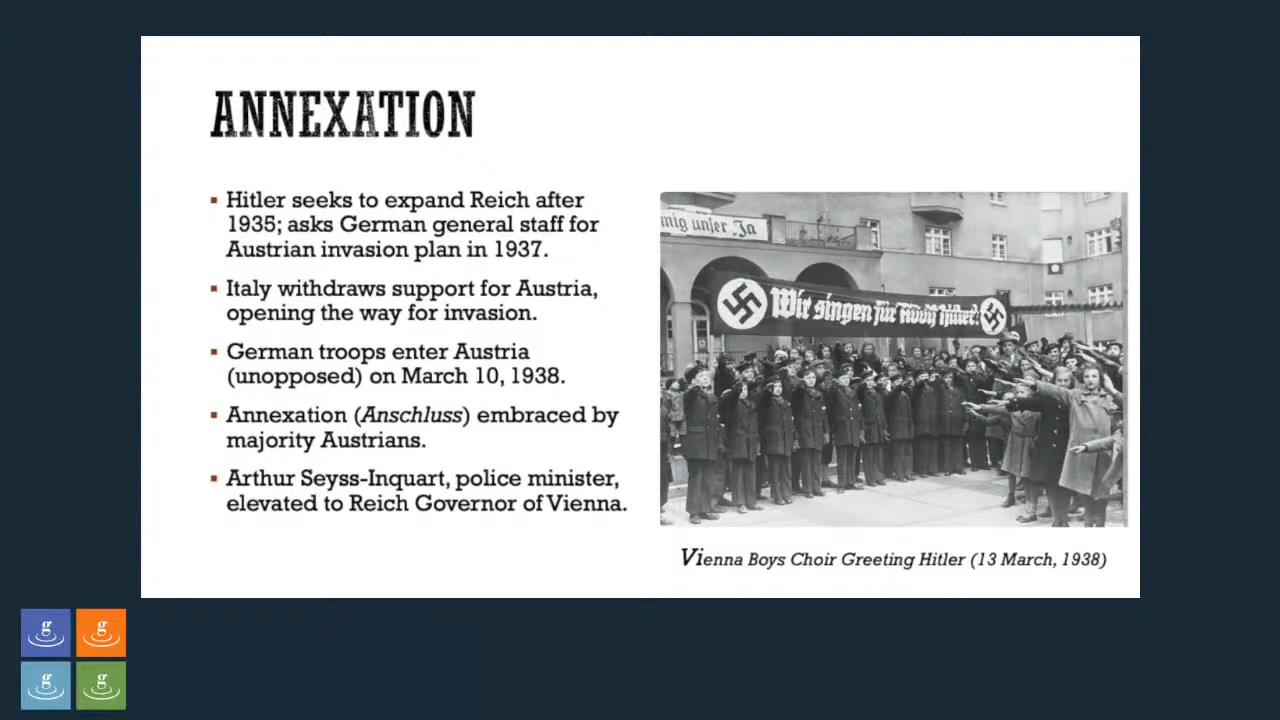 ANNEXATION
▪ Hitler seeks to expand Reich after
1935; asks German general staff for
Austrian invasion plan in 1937.
▪ Italy withdraws support for Austria,
opening the way for invasion.
▪ German troops enter Austria
(unopposed) on March 10, 1938.
▪ Annexation (Anschluss) embraced by
majority Austrians.
▪ Arthur Seyss-Inquart, police minister,
elevated to Reich Governor of Vienna.
unser Ja
Wir singen für Adolf Hitler!
Vienna Boys Choir Greeting Hitler (13 March, 1938)
g
g
g
g